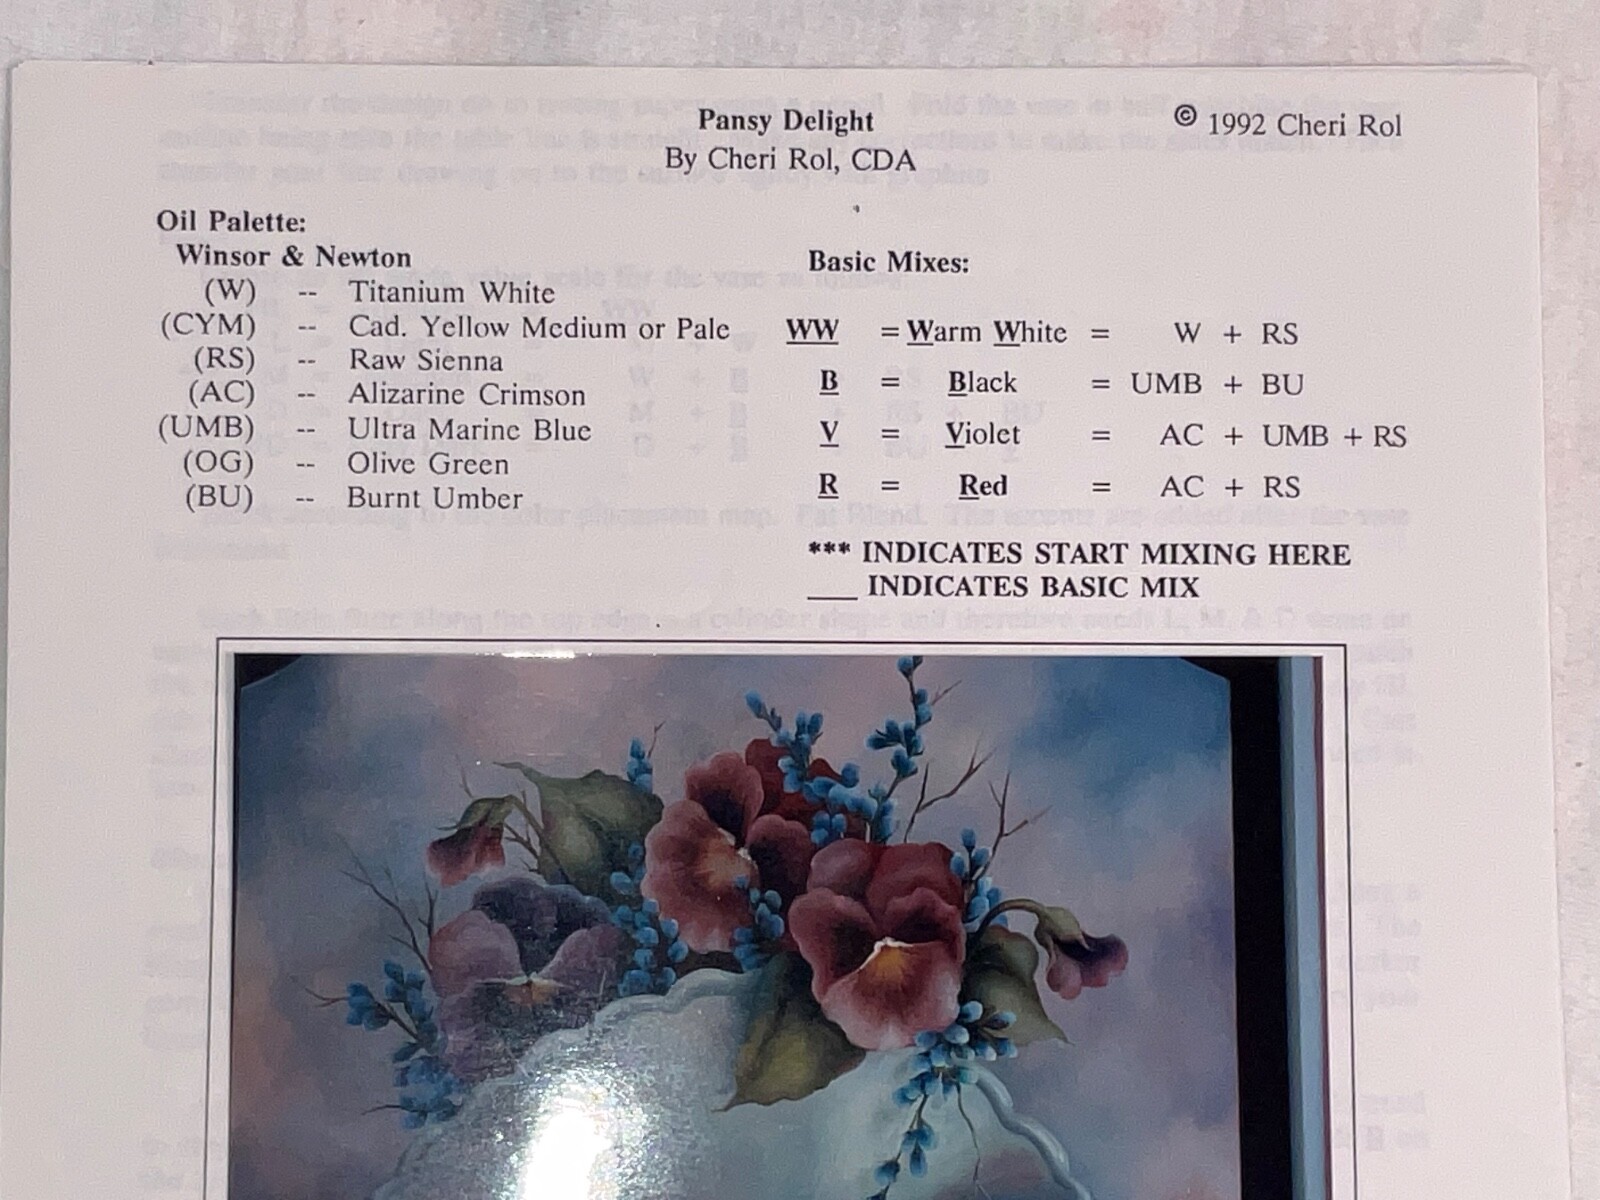 Pansy Delight
© 1992 Cheri Rol
By Cheri Rol, CDA
Oil Palette:
Winsor & Newton
(W) -- Titanium White
(CYM) -- Cad. Yellow Medium or Pale
(RS) -- Raw Sienna
(AC) -- Alizarine Crimson
(UMB) -- Ultra Marine Blue
(OG) -- Olive Green
(BU) -- Burnt Umber
Basic Mixes:
WW = Warm White = W + RS
B = Black = UMB + BU
V = Violet = AC + UMB + RS
R = Red = AC + RS
*** INDICATES START MIXING HERE
___ INDICATES BASIC MIX